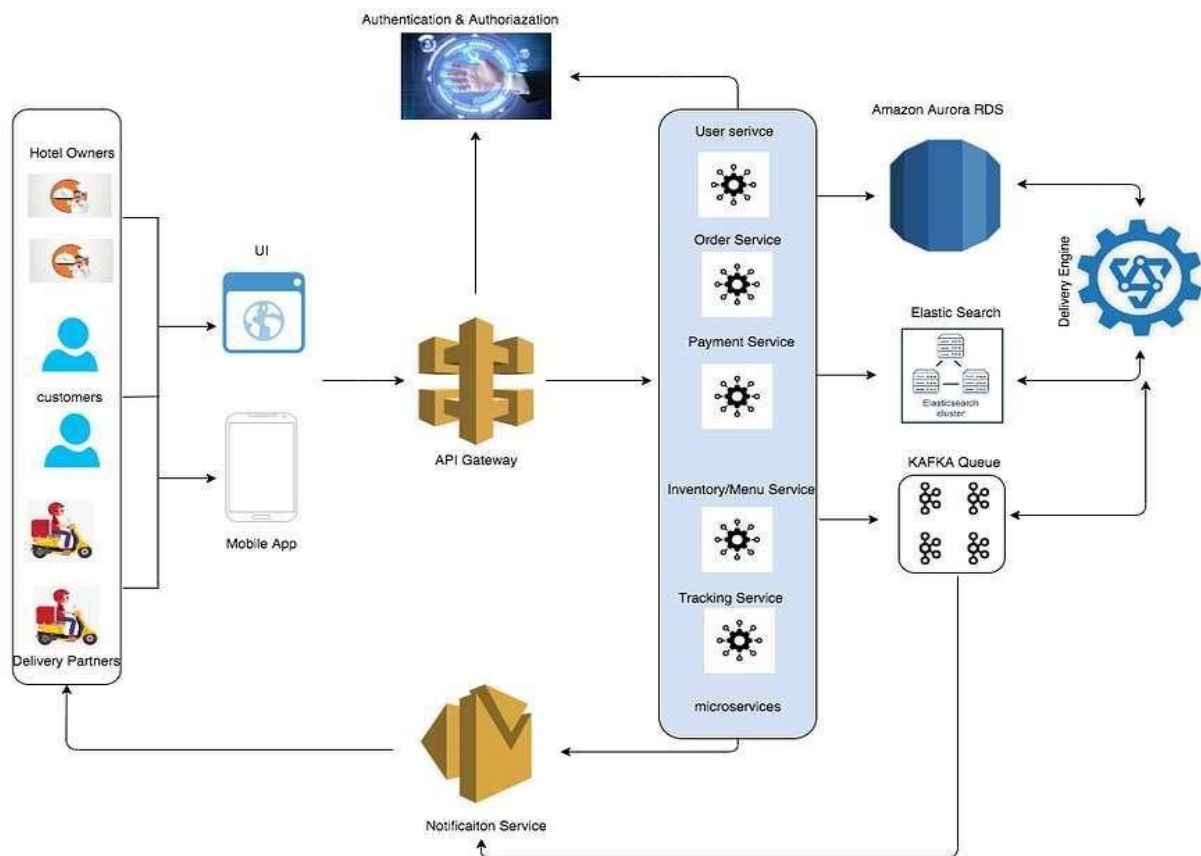 Authentication & Authoriazation
Hotel Owners
customers
Delivery Partners
UI
Mobile App
API Gateway
User serivce
Order Service
Payment Service
Inventory/Menu Service
Tracking Service
microservices
Amazon Aurora RDS
Elastic Search
Elasticsearch
cluster
KAFKA Queue
Delivery Engine
Notificaiton Service